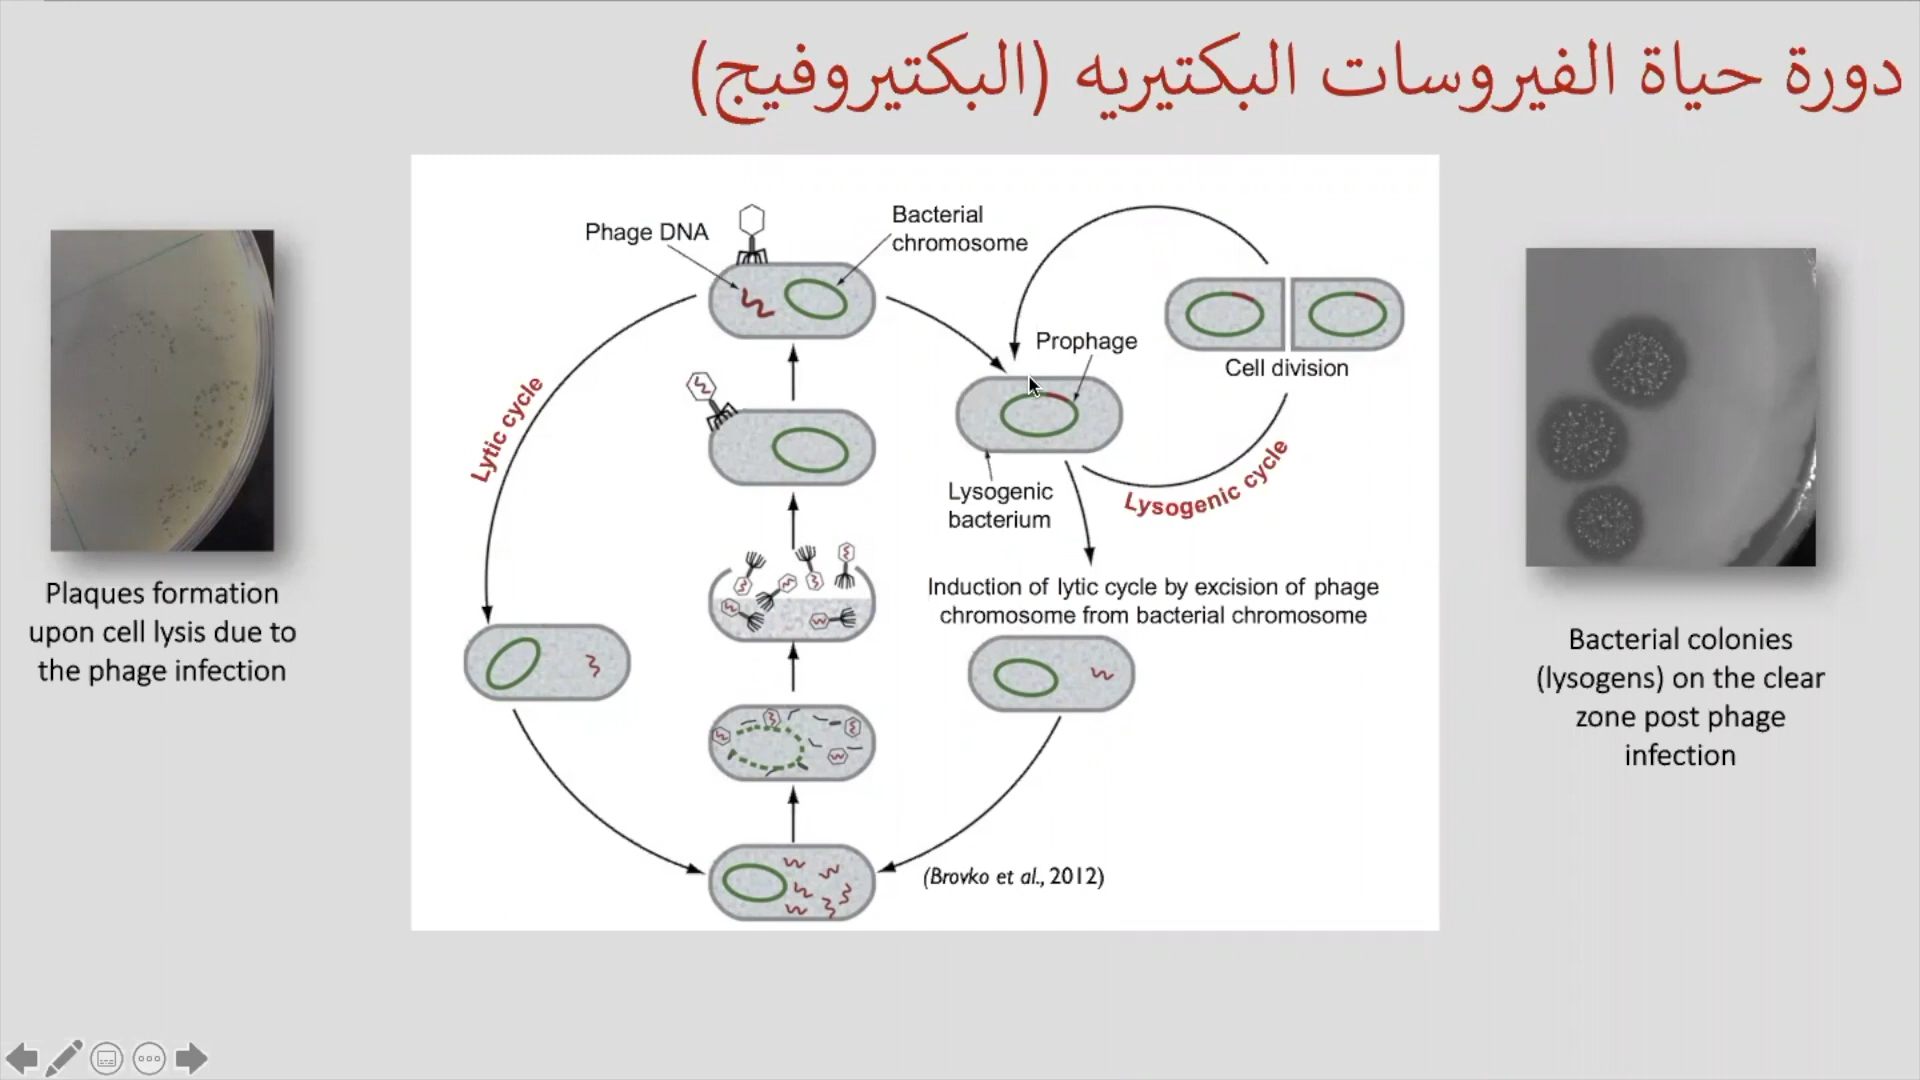 دورة حياة الفيروسات البكتيريه (البكتيروفيج)
Phage DNA
Bacterial
chromosome
Prophage
Cell division
Lytic cycle
Lysogenic
bacterium
Lysogenic cycle
Induction of lytic cycle by excision of phage
chromosome from bacterial chromosome
(Brovko et al., 2012)
Plaques formation
upon cell lysis due to
the phage infection
Bacterial colonies
(lysogens) on the clear
zone post phage
infection